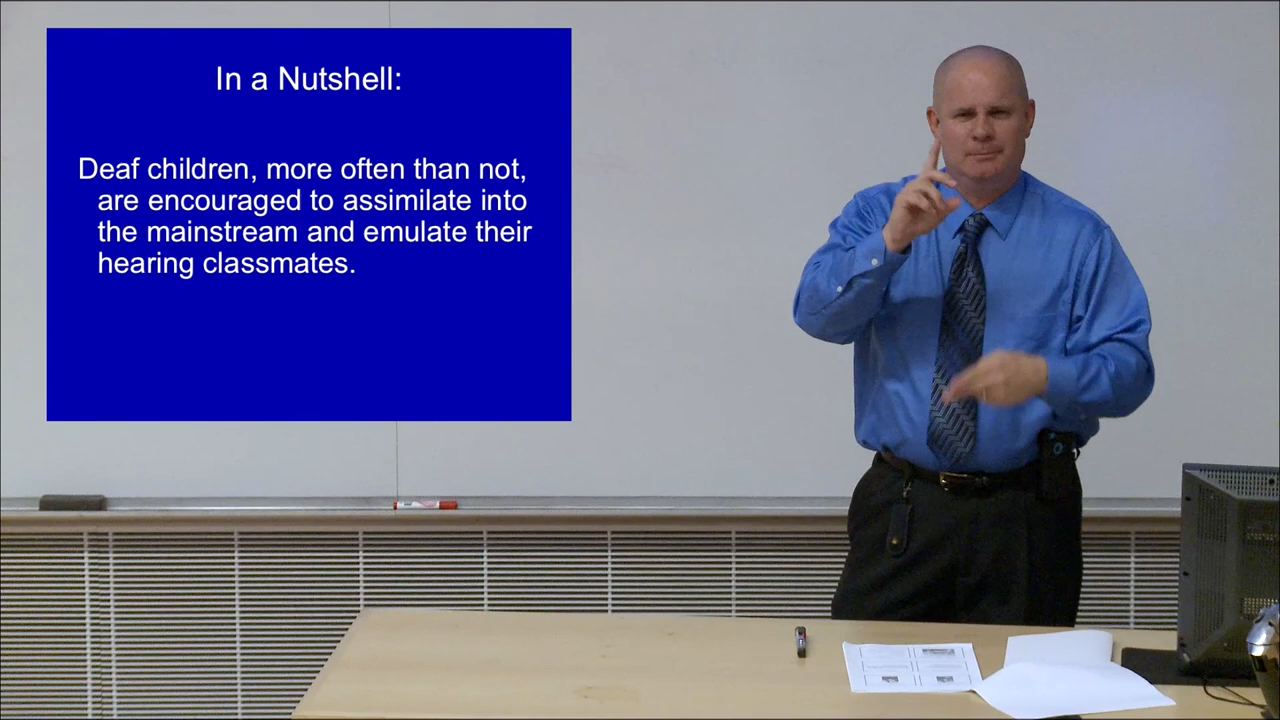 In a Nutshell:
Deaf children, more often than not,
are encouraged to assimilate into
the mainstream and emulate their
hearing classmates.